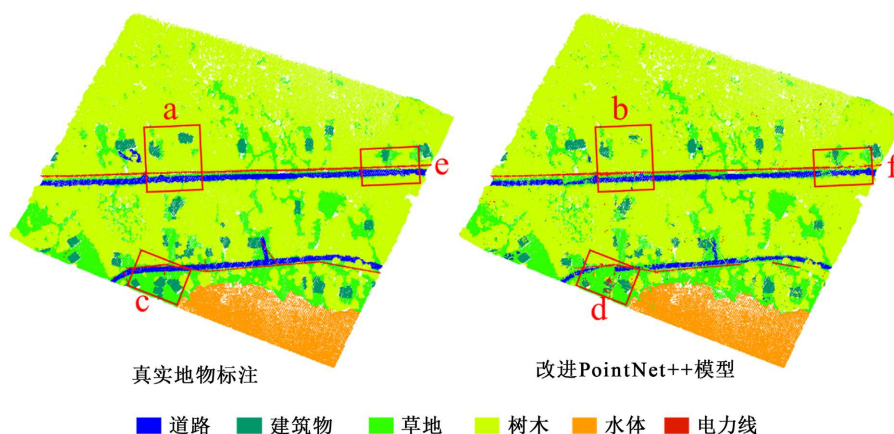 a
b
e
f
c
d
真实地物标注
改进PointNet++模型
道路 建筑物 草地 树木 水体 电力线